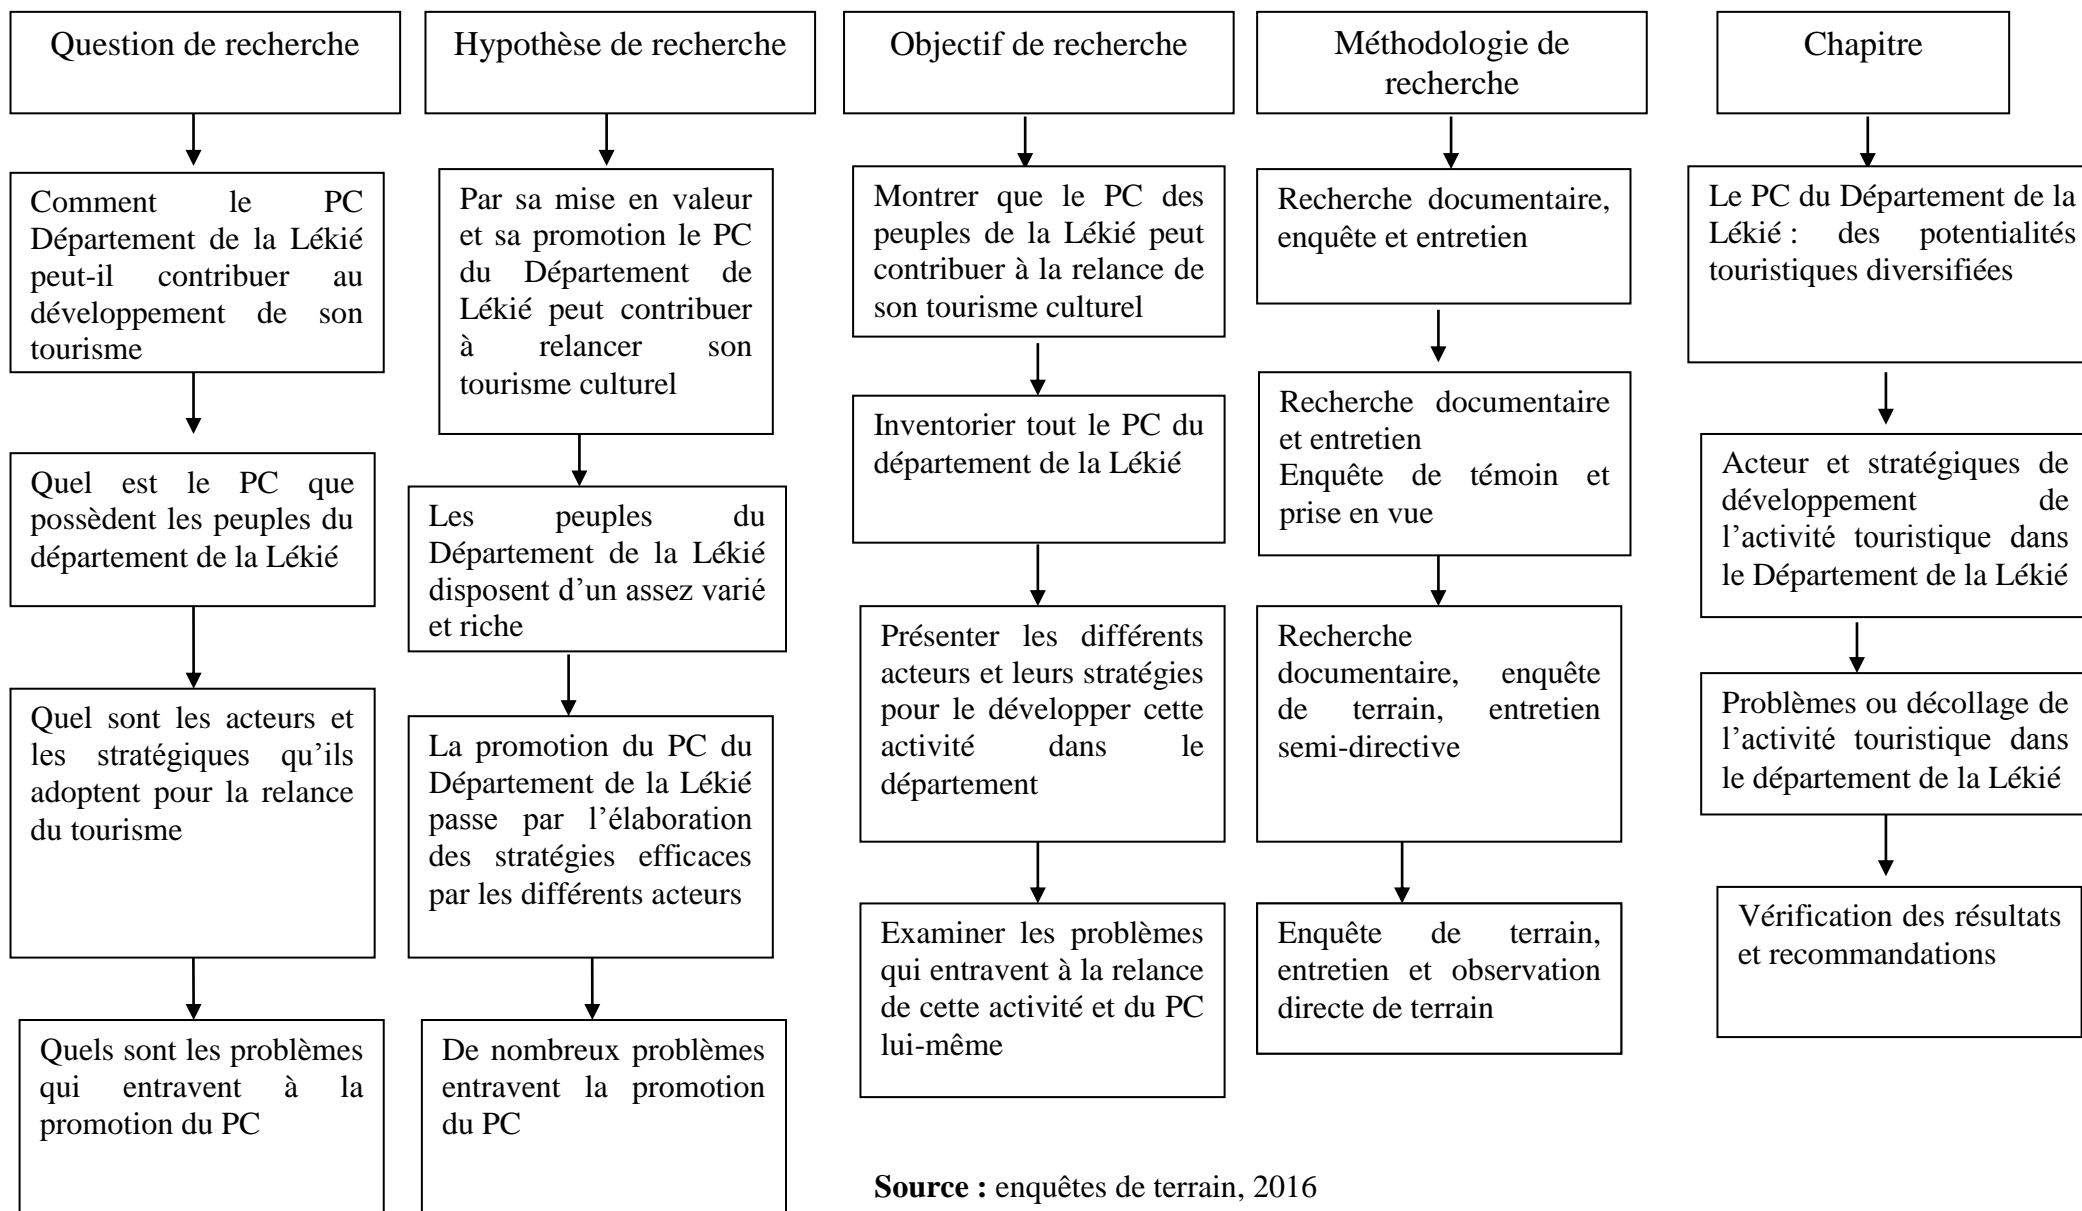 Question de recherche
Comment le PC
Département de la Lékié
peut-il contribuer au
développement de son
tourisme
Quel est le PC que
possèdent les peuples du
département de la Lékié
Quel sont les acteurs et
les stratégiques qu’ils
adoptent pour la relance
du tourisme
Quels sont les problèmes
qui entravent à la
promotion du PC
Hypothèse de recherche
Par sa mise en valeur
et sa promotion le PC
du Département de
Lékié peut contribuer
à relancer son
tourisme culturel
Les peuples du
Département de la Lékié
disposent d’un assez varié
et riche
La promotion du PC du
Département de la Lékié
passe par l’élaboration
des stratégies efficaces
par les différents acteurs
De nombreux problèmes
entravent la promotion
du PC
Objectif de recherche
Montrer que le PC des
peuples de la Lékié peut
contribuer à la relance de
son tourisme culturel
Inventorier tout le PC du
département de la Lékié
Présenter les différents
acteurs et leurs stratégies
pour le développer cette
activité dans le
département
Examiner les problèmes
qui entravent à la relance
de cette activité et du PC
lui-même
Méthodologie de
recherche
Recherche documentaire,
enquête et entretien
Recherche documentaire
et entretien
Enquête de témoin et
prise en vue
Recherche
documentaire, enquête
de terrain, entretien
semi-directive
Enquête de terrain,
entretien et observation
directe de terrain
Chapitre
Le PC du Département de la
Lékié : des potentialités
touristiques diversifiées
Acteur et stratégiques de
développement de
l’activité touristique dans
le Département de la Lékié
Problèmes ou décollage de
l’activité touristique dans
le département de la Lékié
Vérification des résultats
et recommandations
Source : enquêtes de terrain, 2016